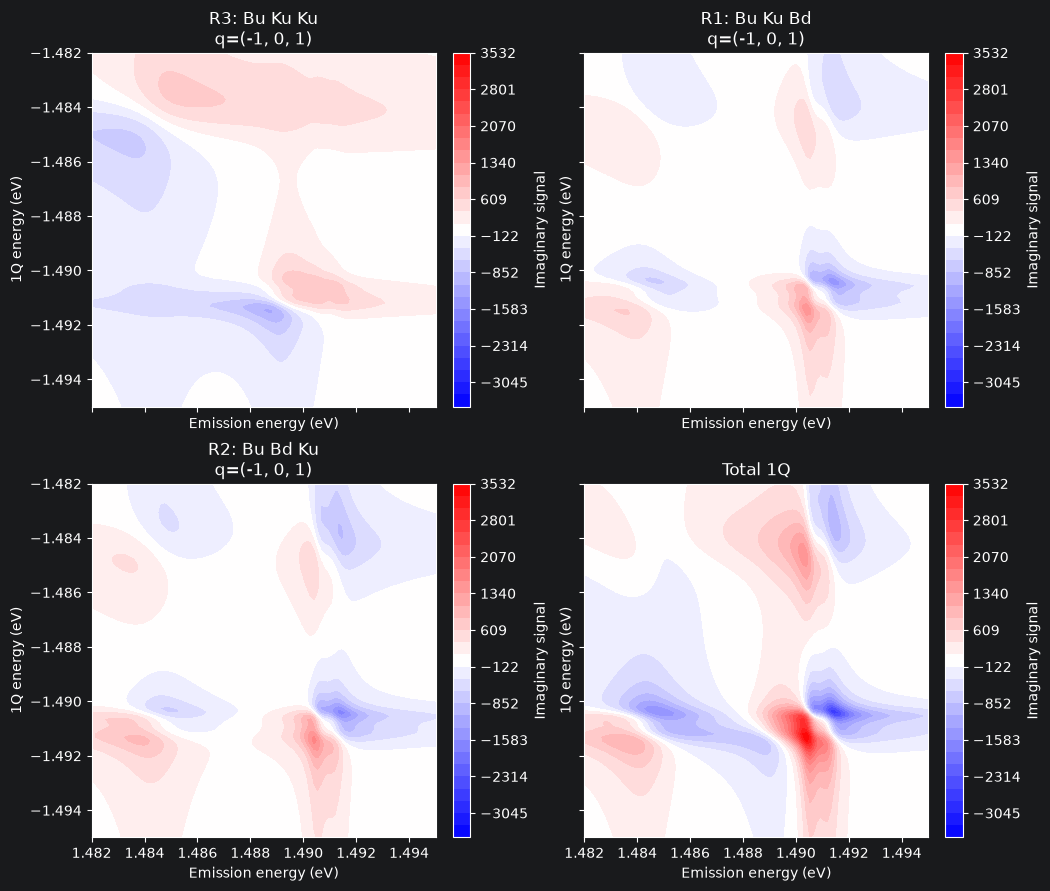 R3: Bu Ku Ku
q=(-1, 0, 1)
−1.482
−1.484
−1.486
−1.488
−1.490
−1.492
−1.494
1Q energy (eV)
Emission energy (eV)
3532
2801
2070
1340
609
−122
−852
−1583
−2314
−3045
Imaginary signal
R1: Bu Ku Bd
q=(-1, 0, 1)
1Q energy (eV)
Emission energy (eV)
3532
2801
2070
1340
609
−122
−852
−1583
−2314
−3045
Imaginary signal
R2: Bu Bd Ku
q=(-1, 0, 1)
−1.482
−1.484
−1.486
−1.488
−1.490
−1.492
−1.494
1Q energy (eV)
1.482 1.484 1.486 1.488 1.490 1.492 1.494
Emission energy (eV)
3532
2801
2070
1340
609
−122
−852
−1583
−2314
−3045
Imaginary signal
Total 1Q
1Q energy (eV)
1.482 1.484 1.486 1.488 1.490 1.492 1.494
Emission energy (eV)
3532
2801
2070
1340
609
−122
−852
−1583
−2314
−3045
Imaginary signal